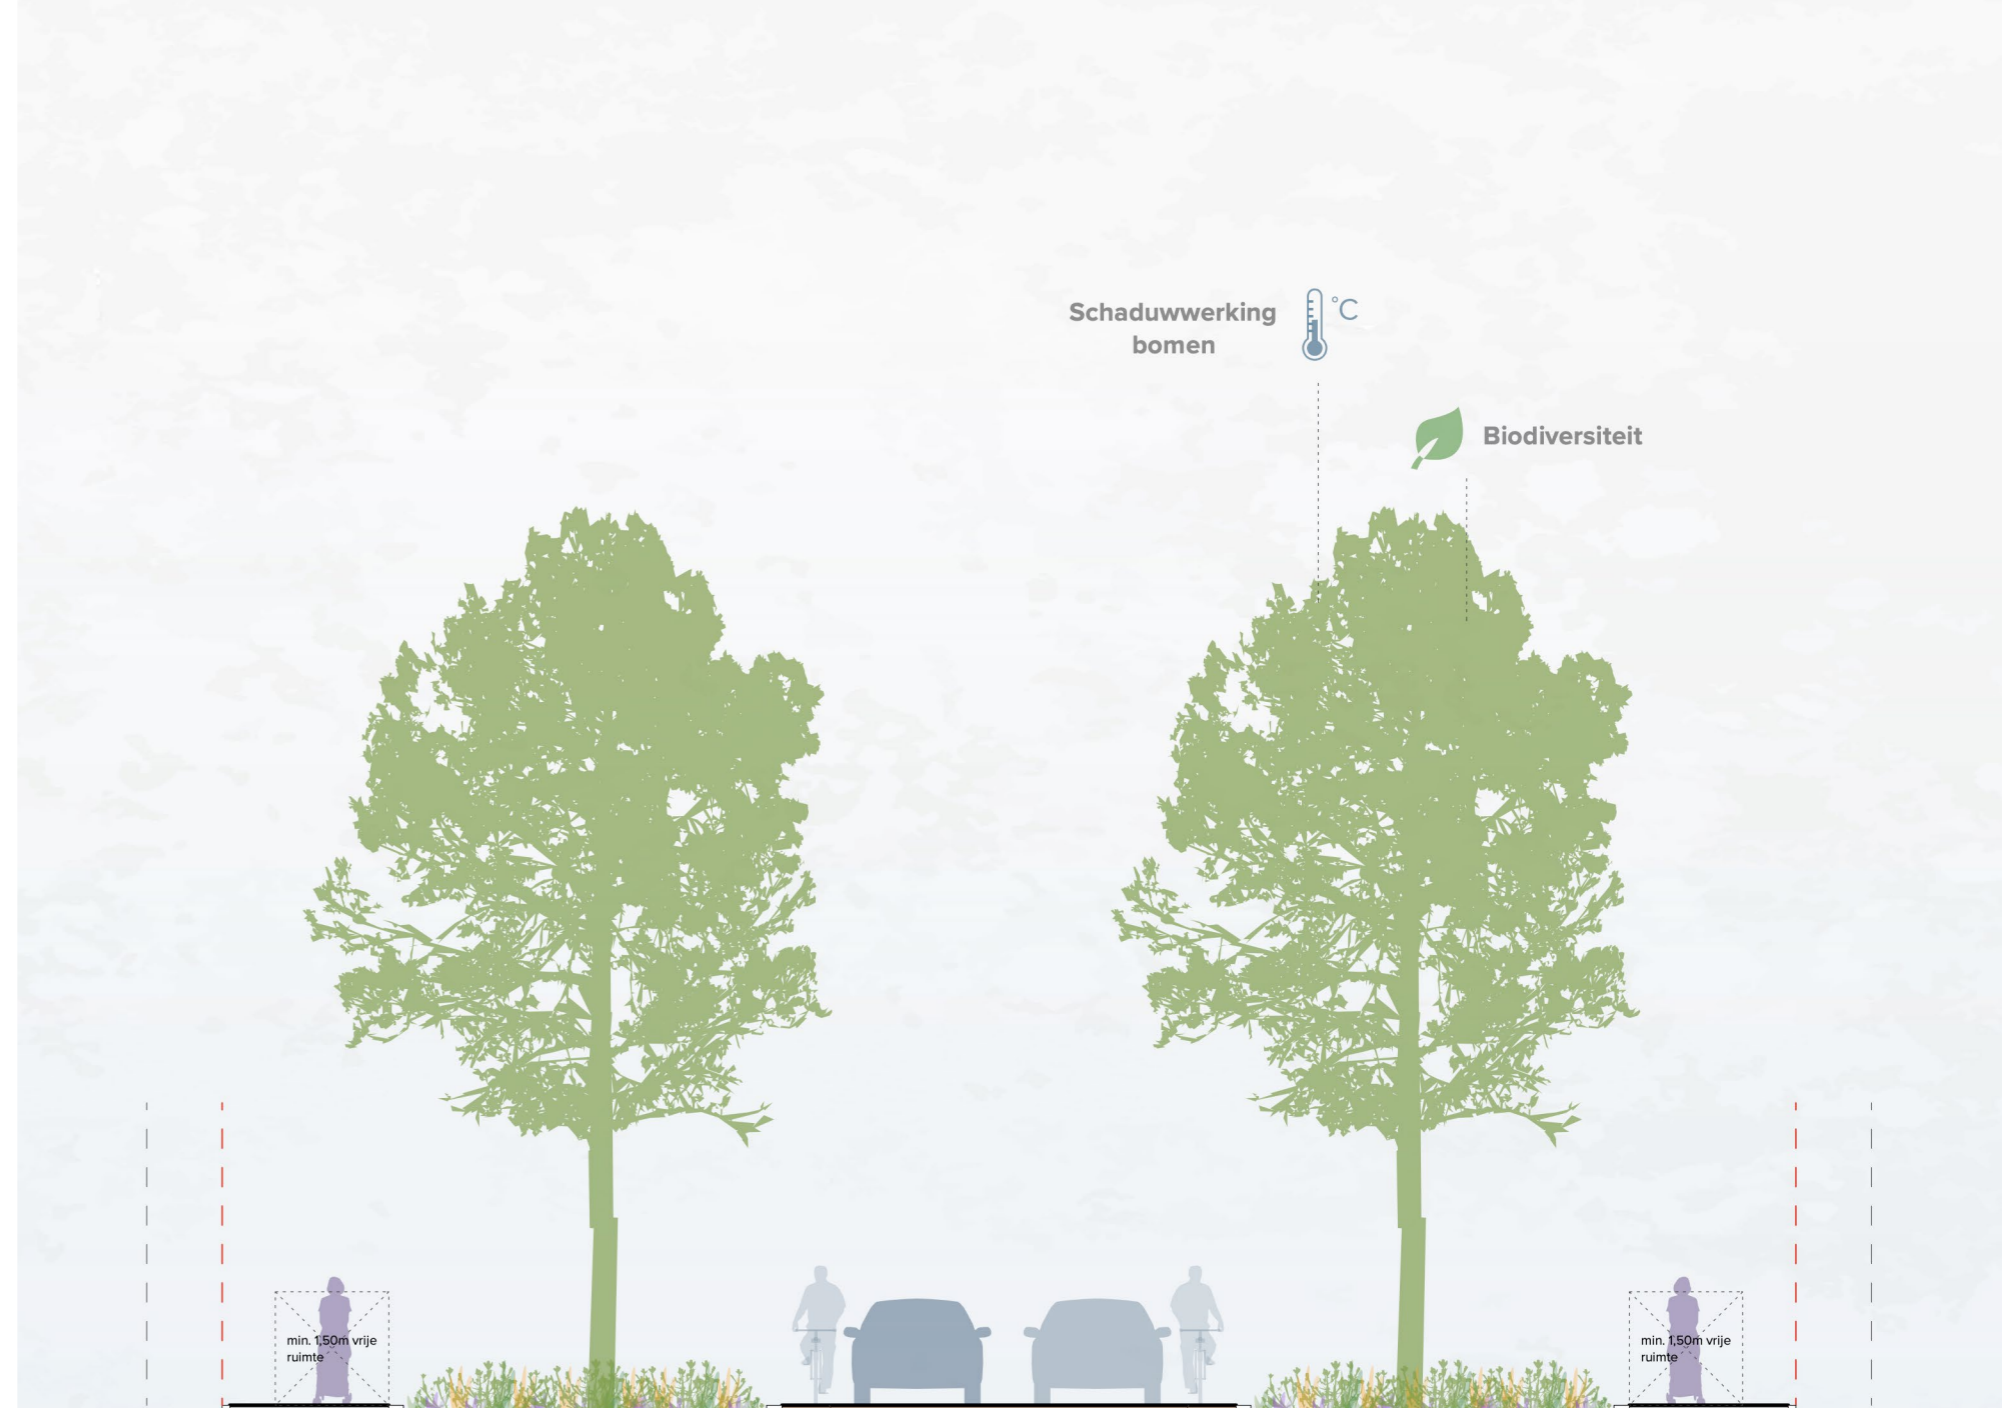 Schaduwwerking
bomen
°C
Biodiversiteit
min. 1,50m vrije
ruimte
min. 1,50m vrije
ruimte